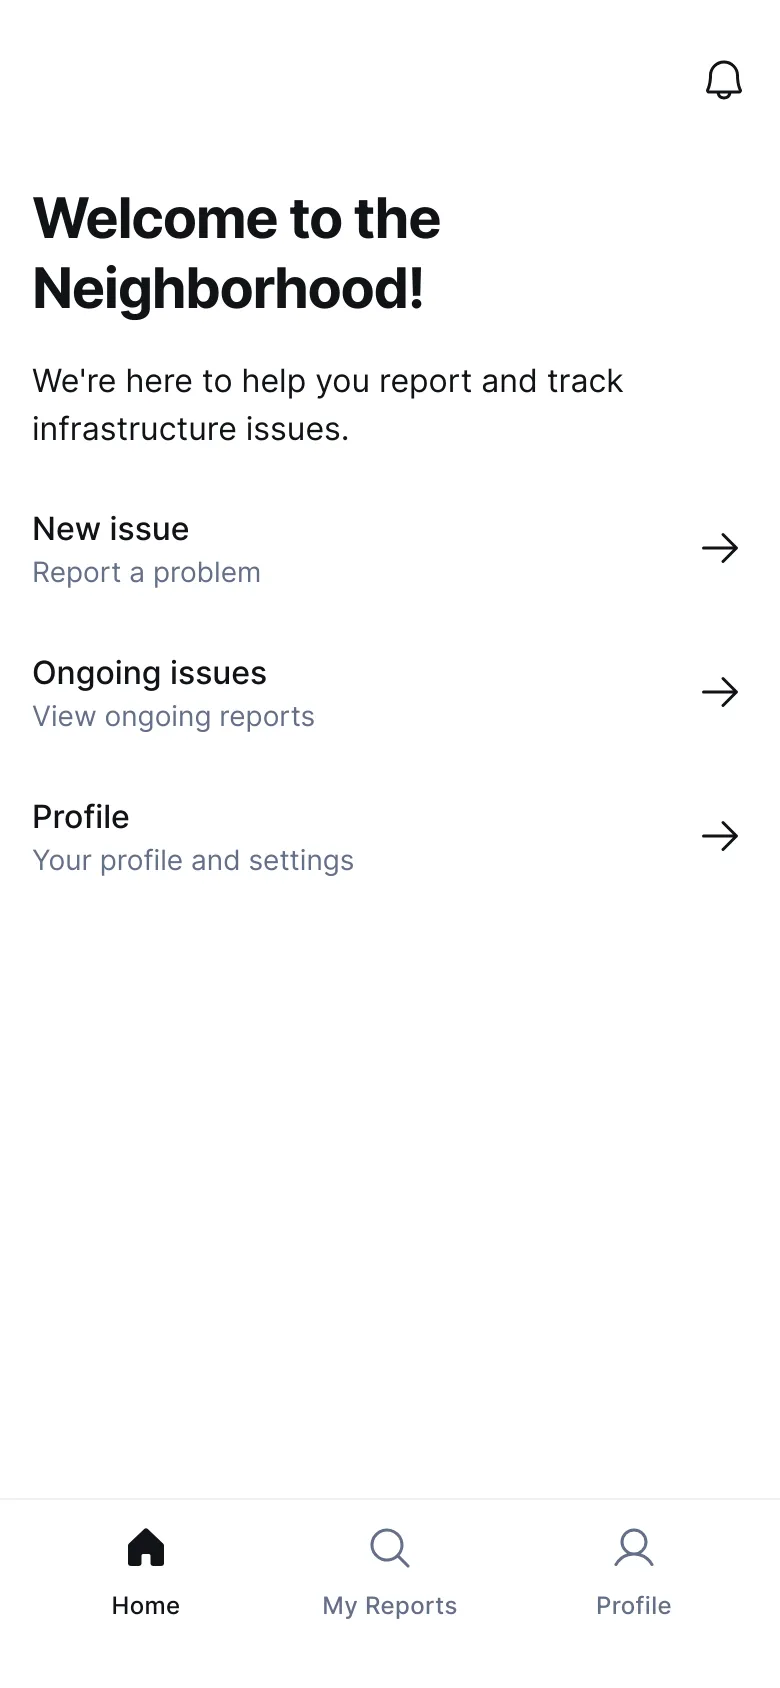 Welcome to the
Neighborhood!
We're here to help you report and track
infrastructure issues.
New issue
Report a problem
Ongoing issues
View ongoing reports
Profile
Your profile and settings
Home
My Reports
Profile